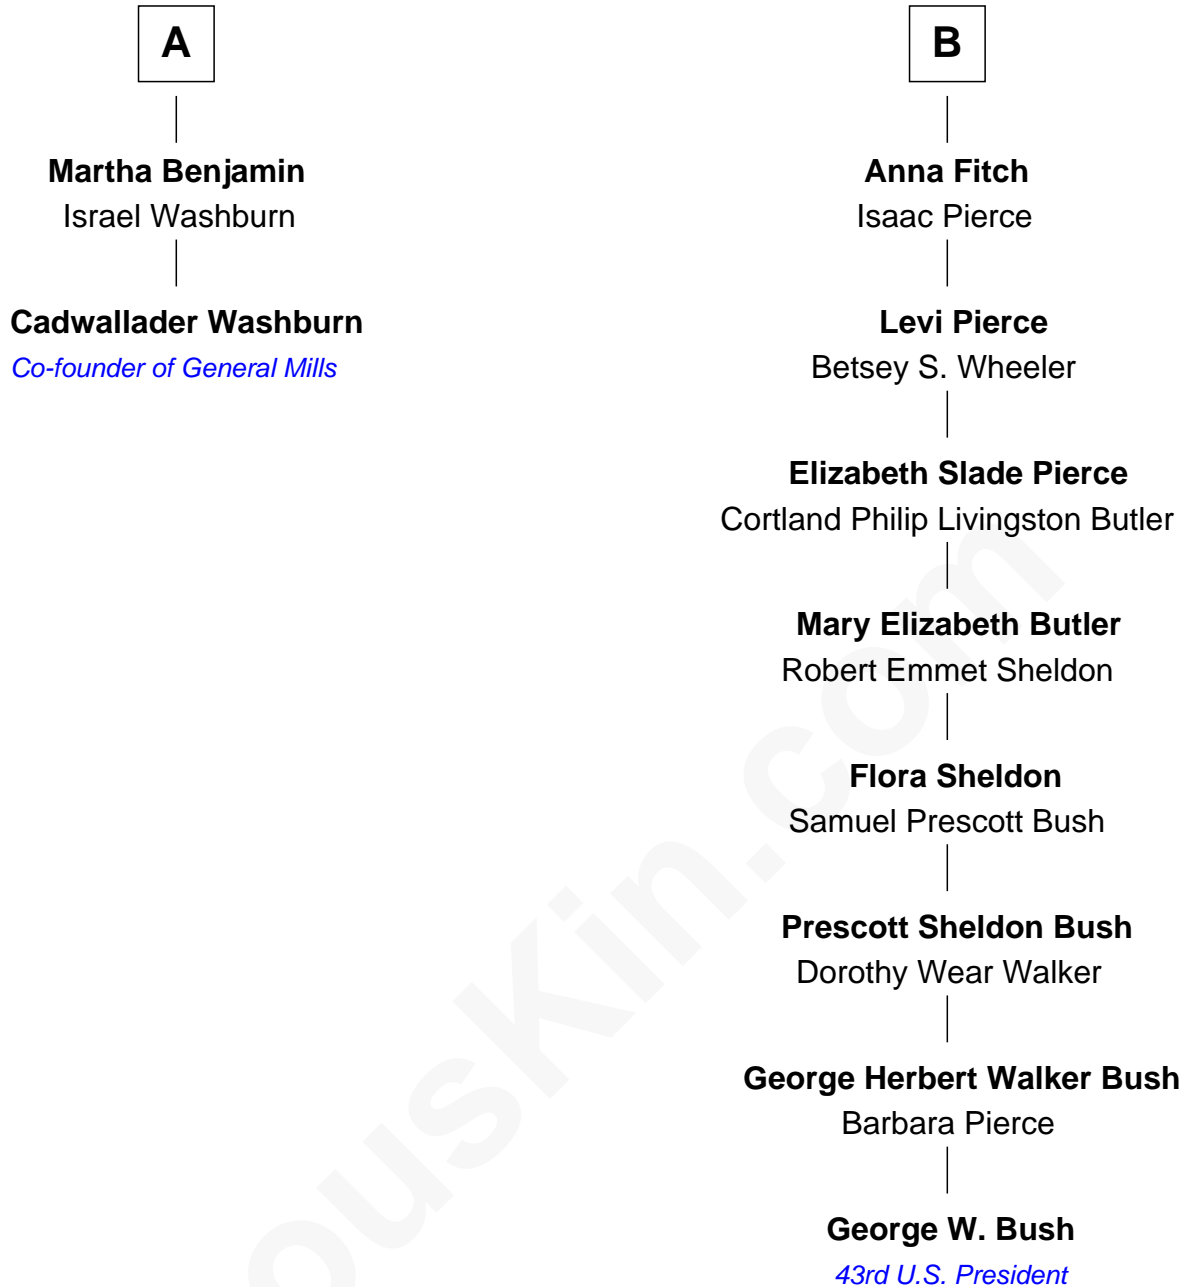 A
Martha Benjamin
Israel Washburn
Cadwallader Washburn
Co-founder of General Mills
B
Anna Fitch
Isaac Pierce
Levi Pierce
Betsey S. Wheeler
Elizabeth Slade Pierce
Cortland Philip Livingston Butler
Mary Elizabeth Butler
Robert Emmet Sheldon
Flora Sheldon
Samuel Prescott Bush
Prescott Sheldon Bush
Dorothy Wear Walker
George Herbert Walker Bush
Barbara Pierce
George W. Bush
43rd U.S. President
ousKin.com